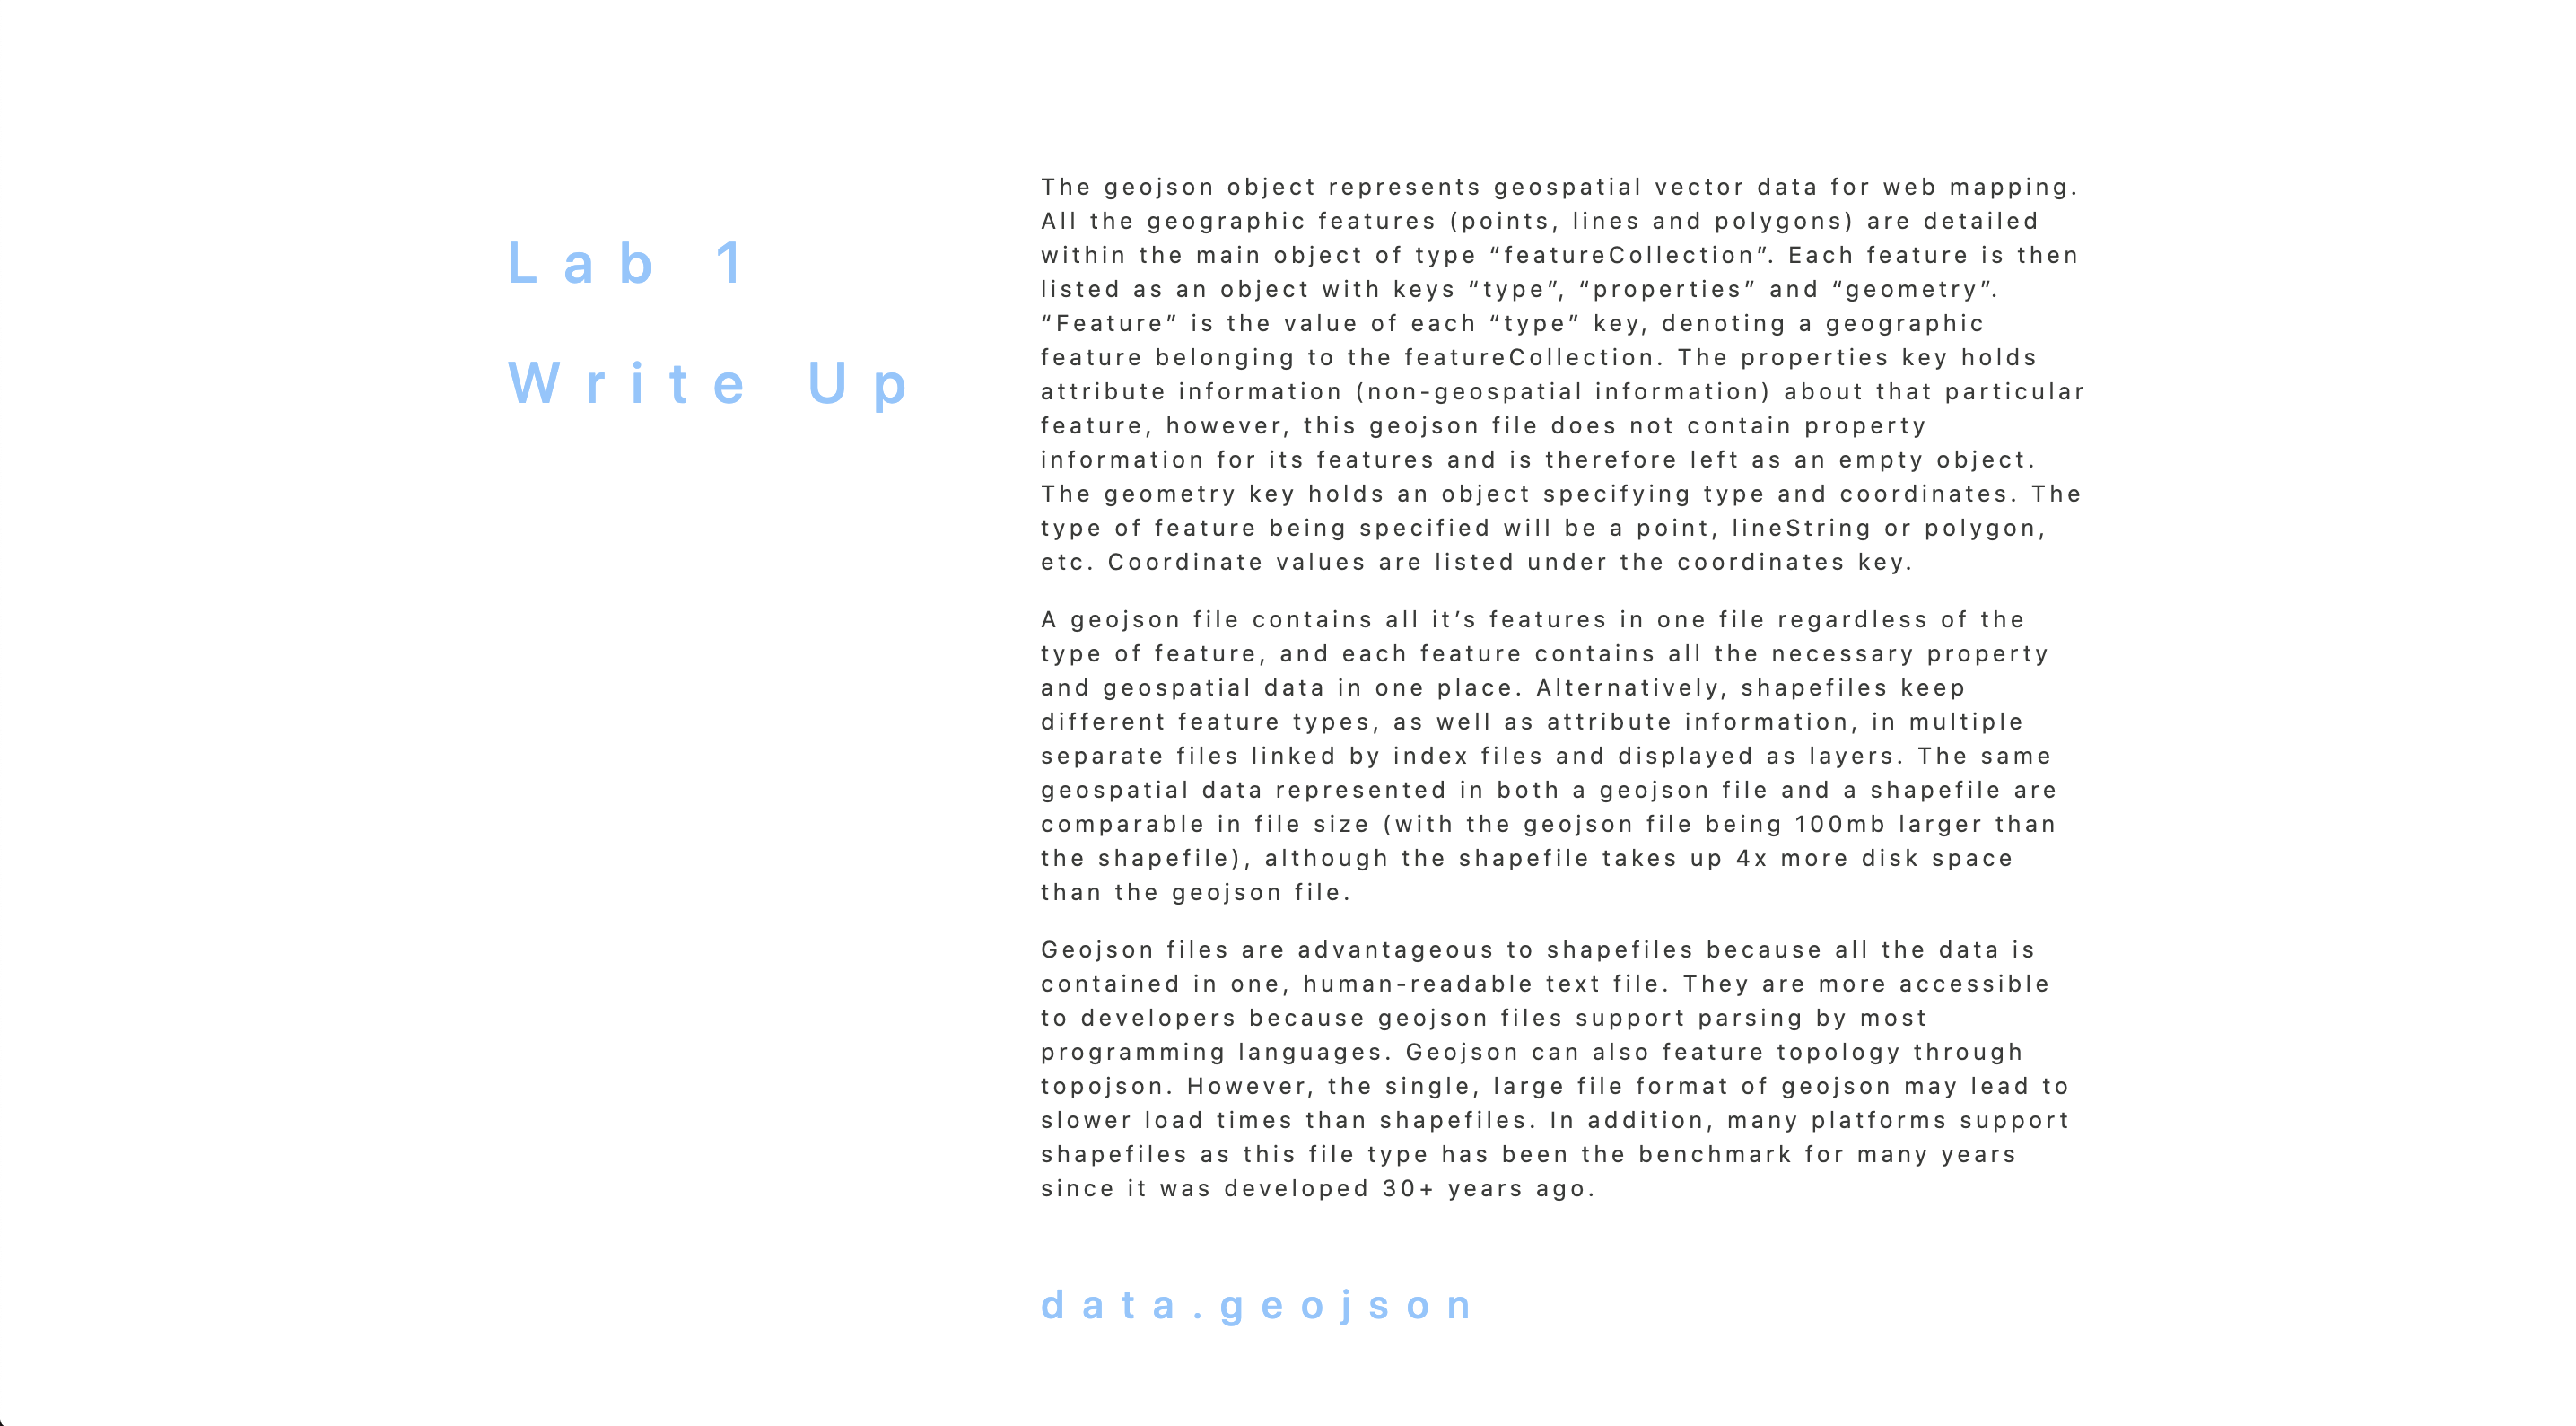 Lab 1
Write Up
The geojson object represents geospatial vector data for web mapping.
All the geographic features (points, lines and polygons) are detailed
within the main object of type “featureCollection”. Each feature is then
listed as an object with keys “type”, “properties” and “geometry”.
“Feature” is the value of each “type” key, denoting a geographic
feature belonging to the featureCollection. The properties key holds
attribute information (non-geospatial information) about that particular
feature, however, this geojson file does not contain property
information for its features and is therefore left as an empty object.
The geometry key holds an object specifying type and coordinates. The
type of feature being specified will be a point, lineString or polygon,
etc. Coordinate values are listed under the coordinates key.
A geojson file contains all it’s features in one file regardless of the
type of feature, and each feature contains all the necessary property
and geospatial data in one place. Alternatively, shapefiles keep
different feature types, as well as attribute information, in multiple
separate files linked by index files and displayed as layers. The same
geospatial data represented in both a geojson file and a shapefile are
comparable in file size (with the geojson file being 100mb larger than
the shapefile), although the shapefile takes up 4x more disk space
than the geojson file.
Geojson files are advantageous to shapefiles because all the data is
contained in one, human-readable text file. They are more accessible
to developers because geojson files support parsing by most
programming languages. Geojson can also feature topology through
topojson. However, the single, large file format of geojson may lead to
slower load times than shapefiles. In addition, many platforms support
shapefiles as this file type has been the benchmark for many years
since it was developed 30+ years ago.
data.geojson